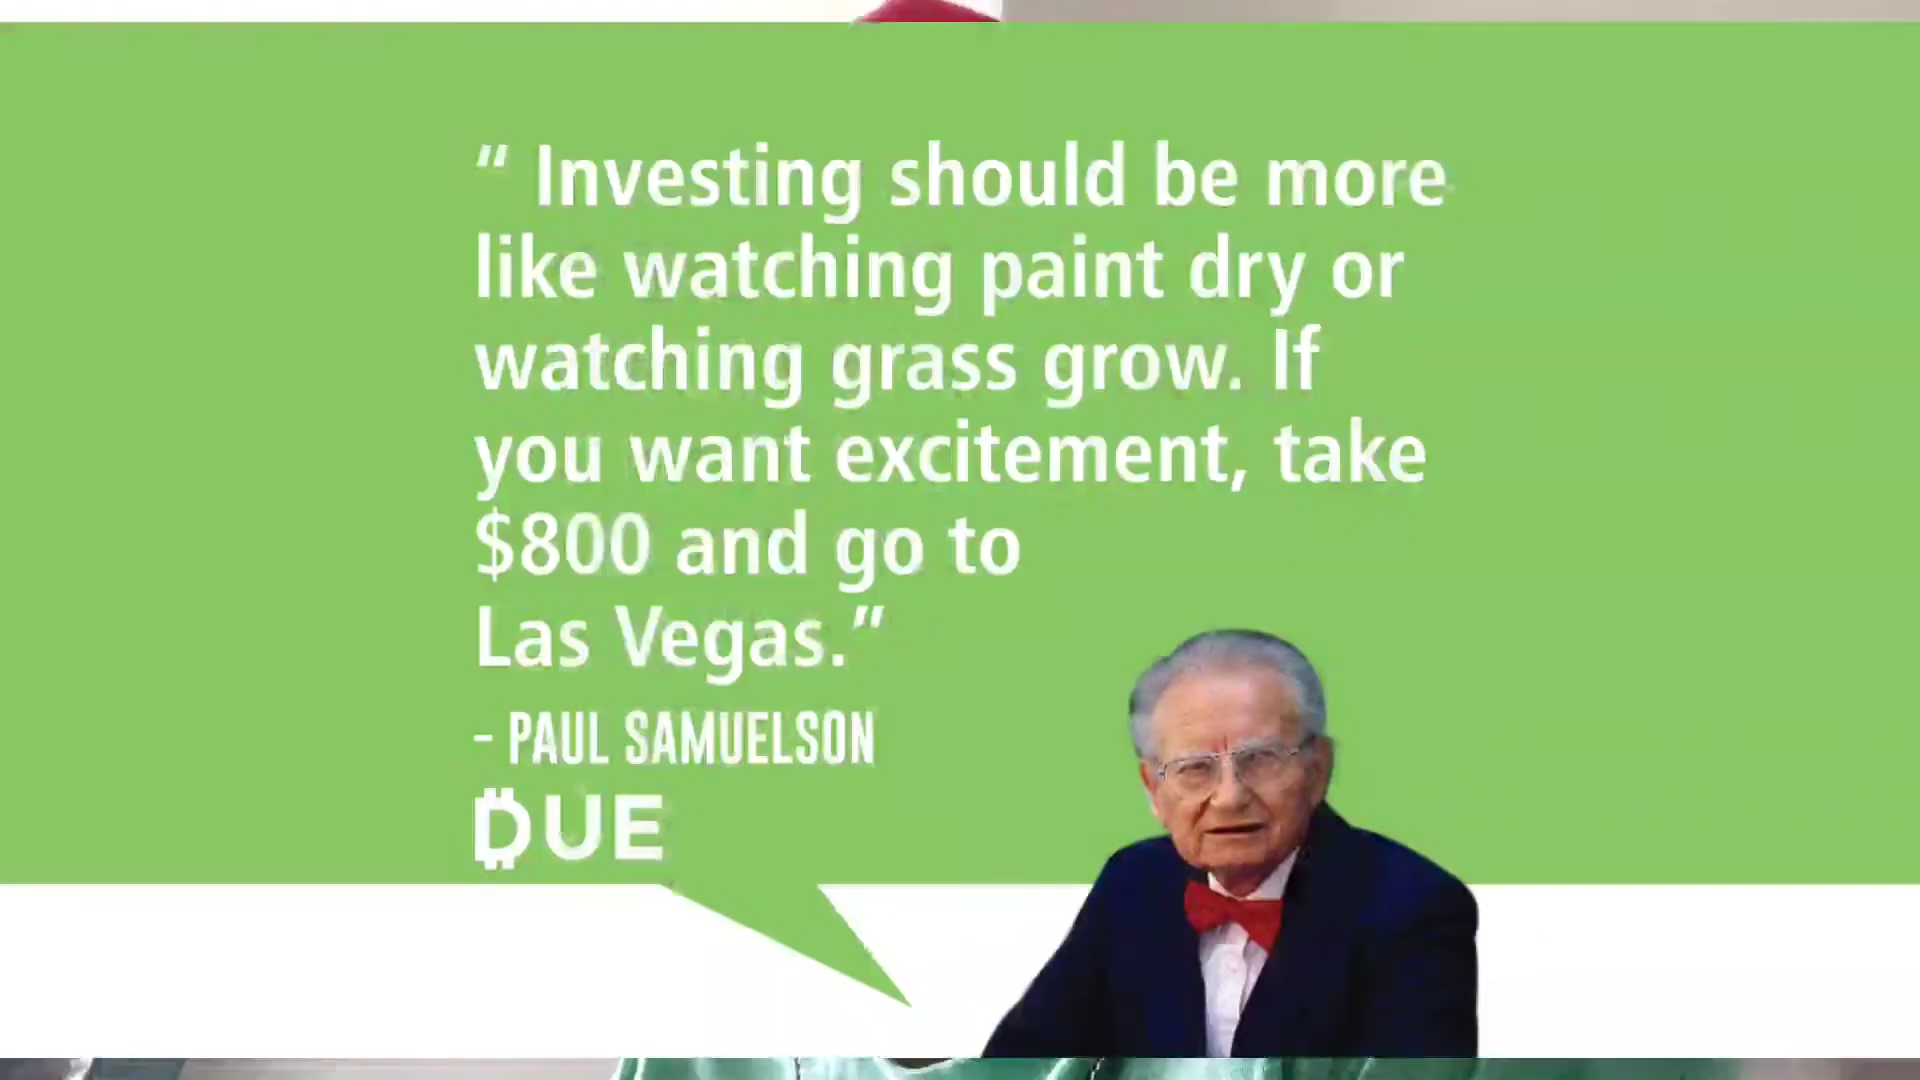 “ Investing should be more
like watching paint dry or
watching grass grow. If
you want excitement, take
$800 and go to
Las Vegas.”
- PAUL SAMUELSON
DUE